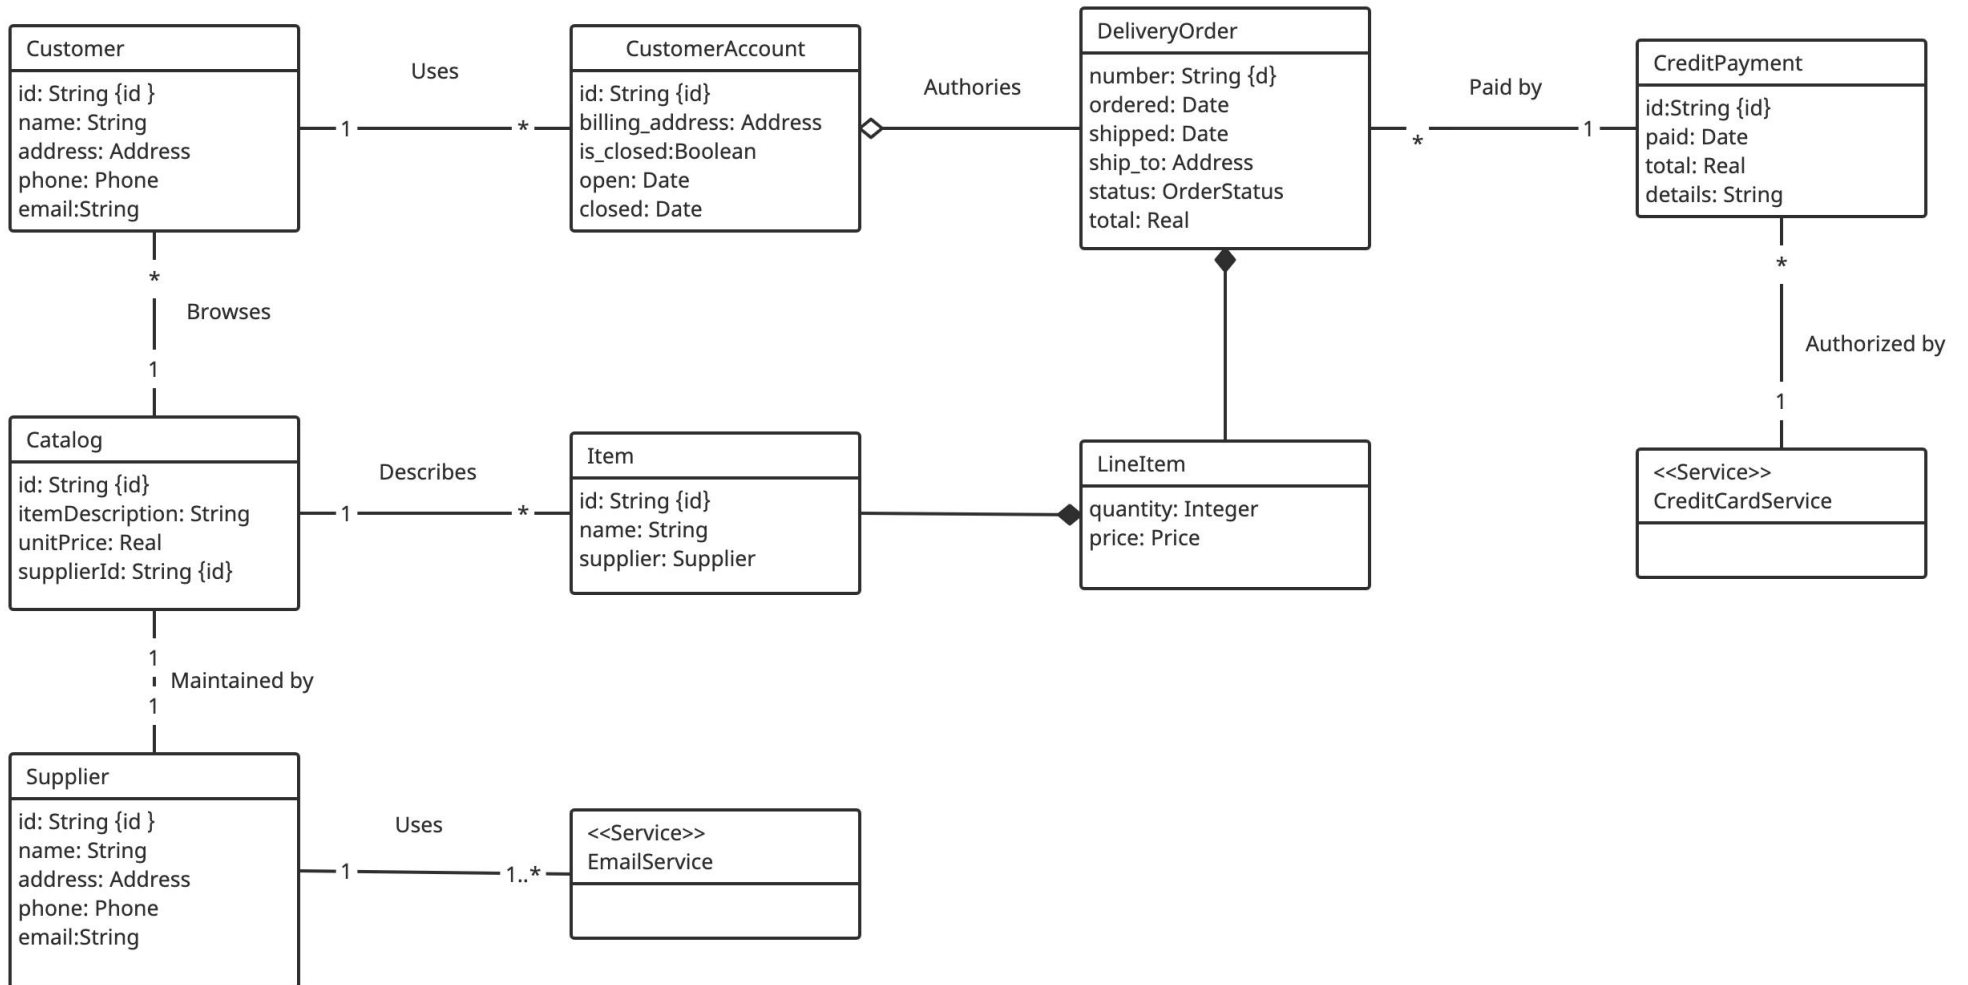 Customer
id: String {id }
name: String
address: Address
phone: Phone
email:String
Uses
1
*
CustomerAccount
id: String {id}
billing_address: Address
is_closed:Boolean
open: Date
closed: Date
Authories
DeliveryOrder
number: String {d}
ordered: Date
shipped: Date
ship_to: Address
status: OrderStatus
total: Real
Paid by
*
1
CreditPayment
id:String {id}
paid: Date
total: Real
details: String
*
Browses
1
*
Authorized by
1
Catalog
id: String {id}
itemDescription: String
unitPrice: Real
supplierId: String {id}
Describes
1
*
Item
id: String {id}
name: String
supplier: Supplier
LineItem
quantity: Integer
price: Price
<<Service>>
CreditCardService
1
Maintained by
1
Supplier
id: String {id }
name: String
address: Address
phone: Phone
email:String
Uses
1
1..*
<<Service>>
EmailService